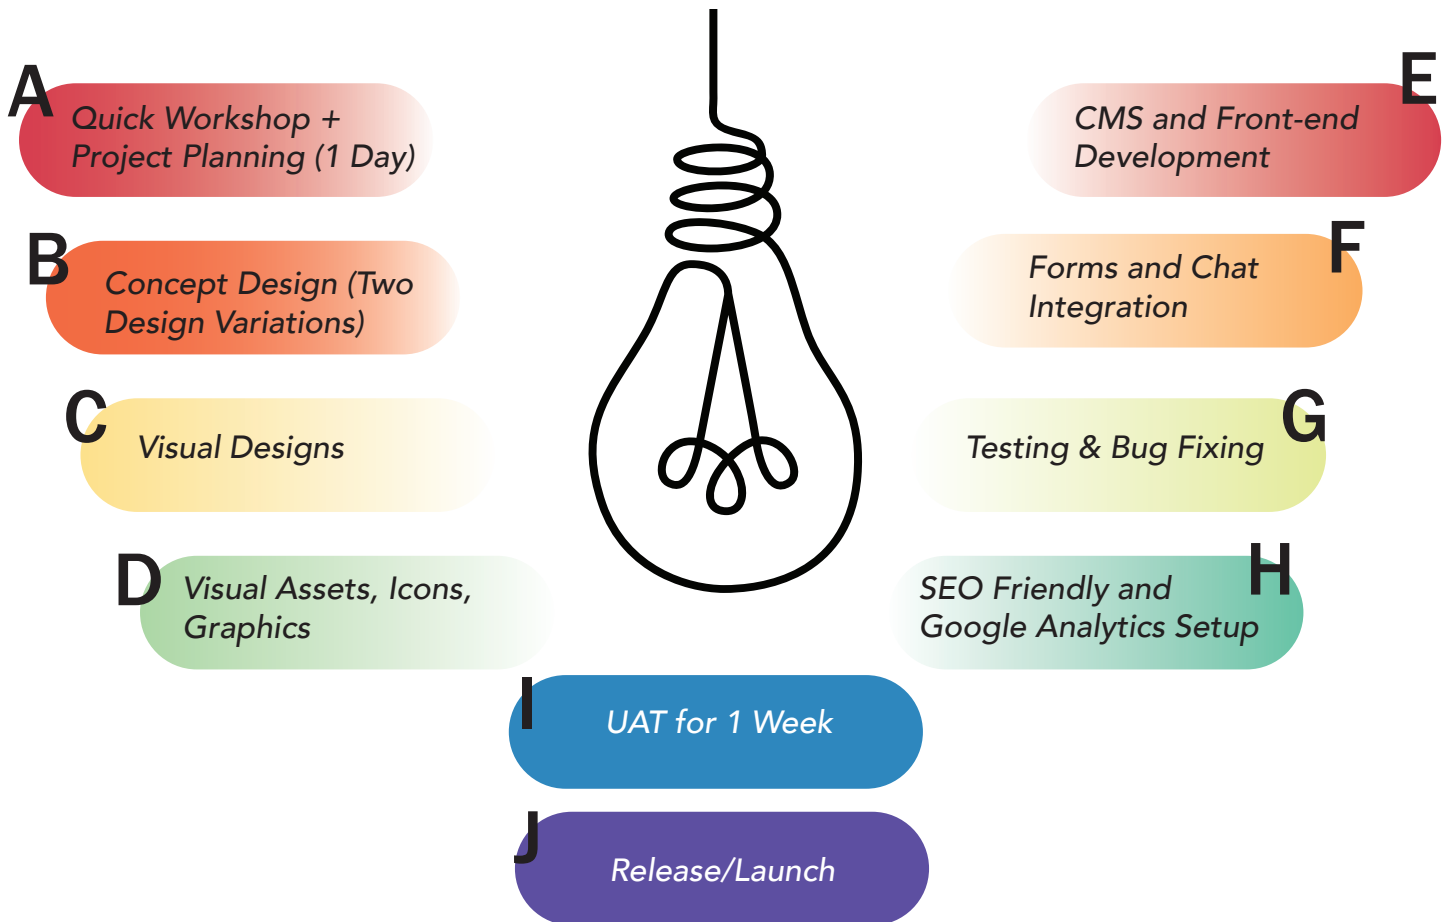 A
Quick Workshop +
Project Planning (1 Day)
B
Concept Design (Two
Design Variations)
C
Visual Designs
D
Visual Assets, Icons,
Graphics
E
CMS and Front-end
Development
F
Forms and Chat
Integration
G
Testing & Bug Fixing
H
SEO Friendly and
Google Analytics Setup
I
UAT for 1 Week
J
Release/Launch